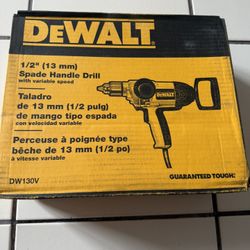 DEWALT
1/2" (13 mm)
Spade Handle Drill
with variable speed
Taladro
de 13 mm (1/2 pulg)
de mango tipo espada
con velocidad variable
Perceuse à poignée type
bêche de 13 mm (1/2 po)
à vitesse variable
DW130V
GUARANTEED TOUGH.